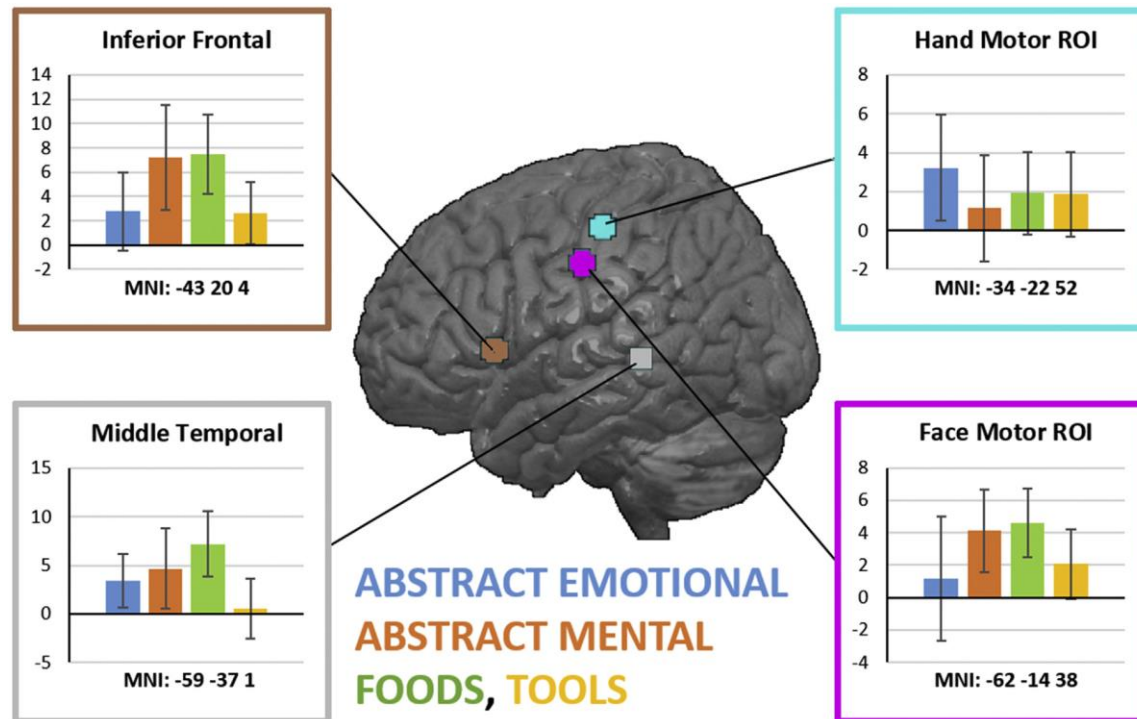 Inferior Frontal
14
12
10
8
6
4
2
0
-2
MNI: -43 20 4
Hand Motor ROI
8
6
4
2
0
-2
MNI: -34 -22 52
Middle Temporal
15
10
5
0
-5
MNI: -59 -37 1
ABSTRACT EMOTIONAL
ABSTRACT MENTAL
FOODS, TOOLS
Face Motor ROI
8
6
4
2
0
-2
-4
MNI: -62 -14 38